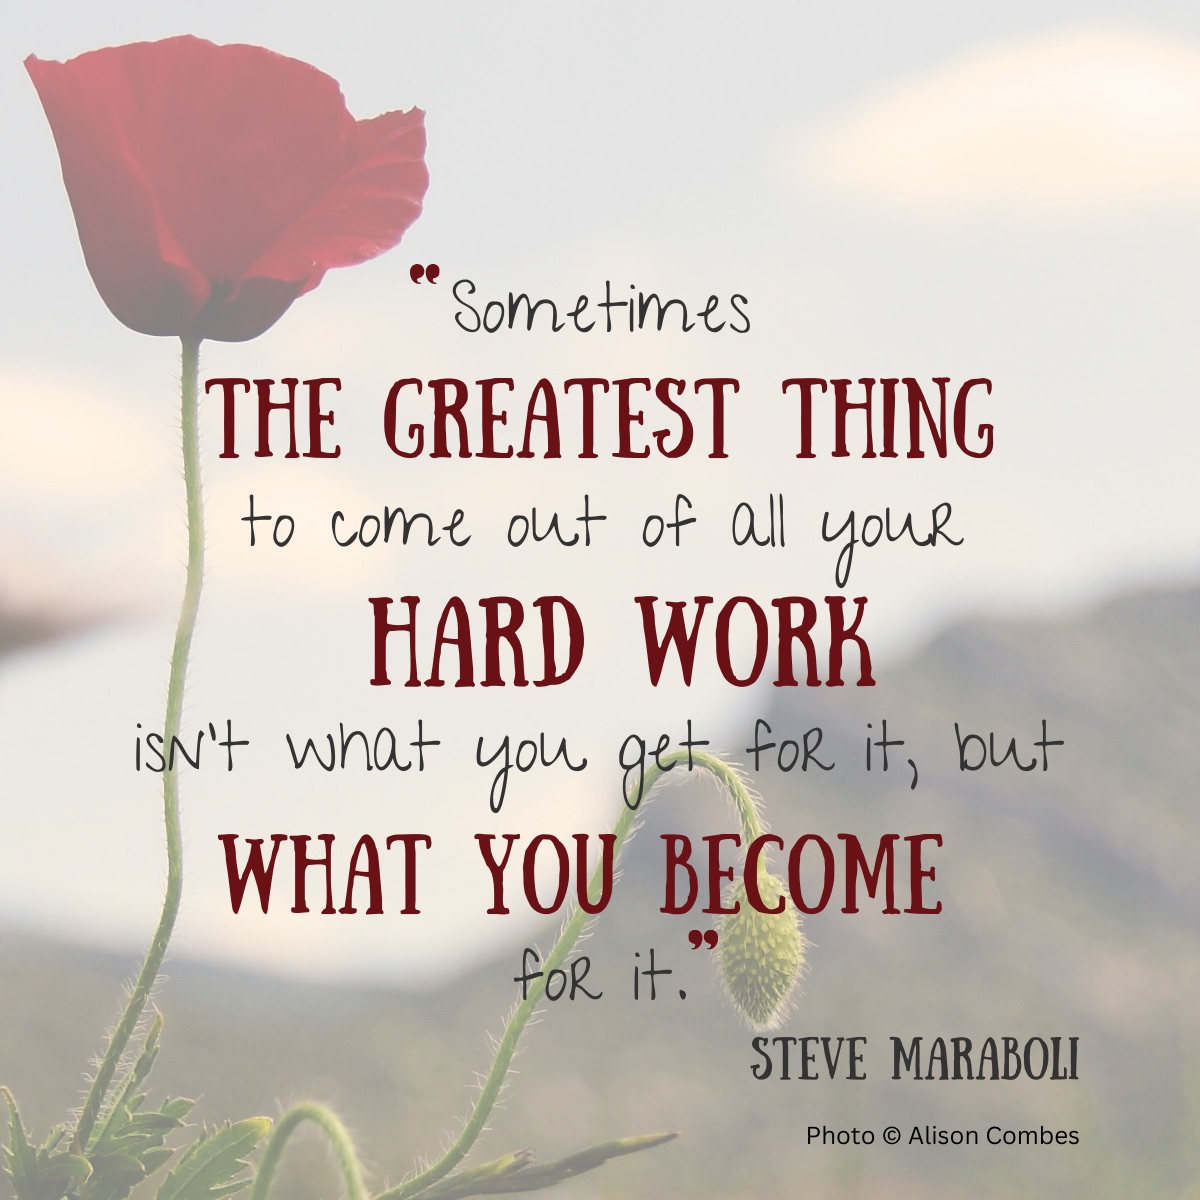 ❞Sometimes
THE GREATEST THING
to come out of all your
HARD WORK
isn't what you get for it, but
WHAT YOU BECOME
for it.❞
STEVE MARABOLI
Photo © Alison Combes